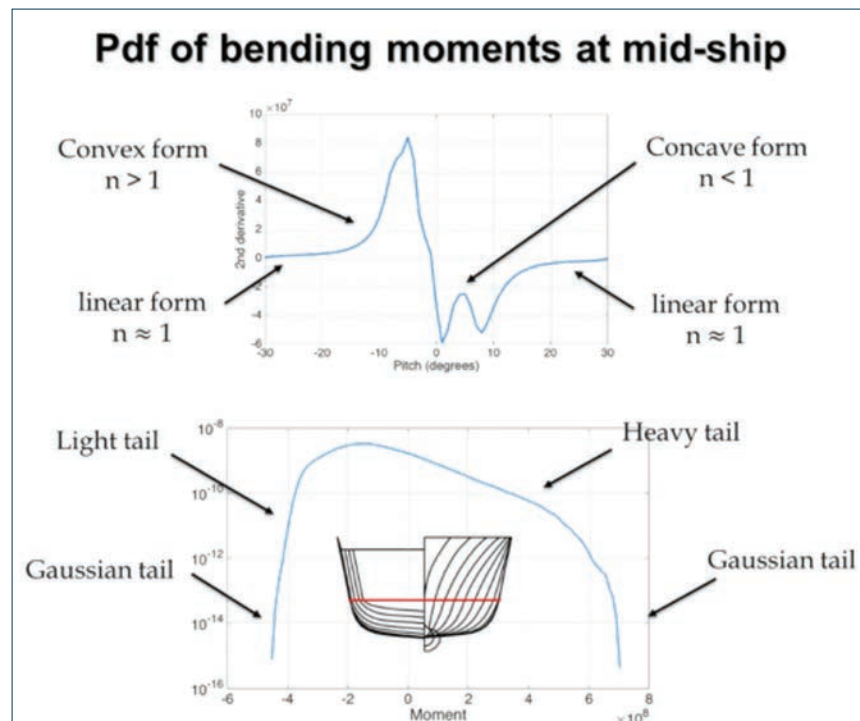 Pdf of bending moments at mid-ship
×10⁷
10
8
6
4
2
0
-2
-4
-6
2nd derivative
-30
-20
-10
0
10
20
30
Pitch (degrees)
Convex form
n > 1
Concave form
n < 1
linear form
n ≈ 1
linear form
n ≈ 1
10⁻⁸
10⁻¹⁰
10⁻¹²
10⁻¹⁴
10⁻¹⁶
Light tail
Heavy tail
Gaussian tail
Gaussian tail
-6
-4
-2
0
2
4
6
8
Moment
×10⁸